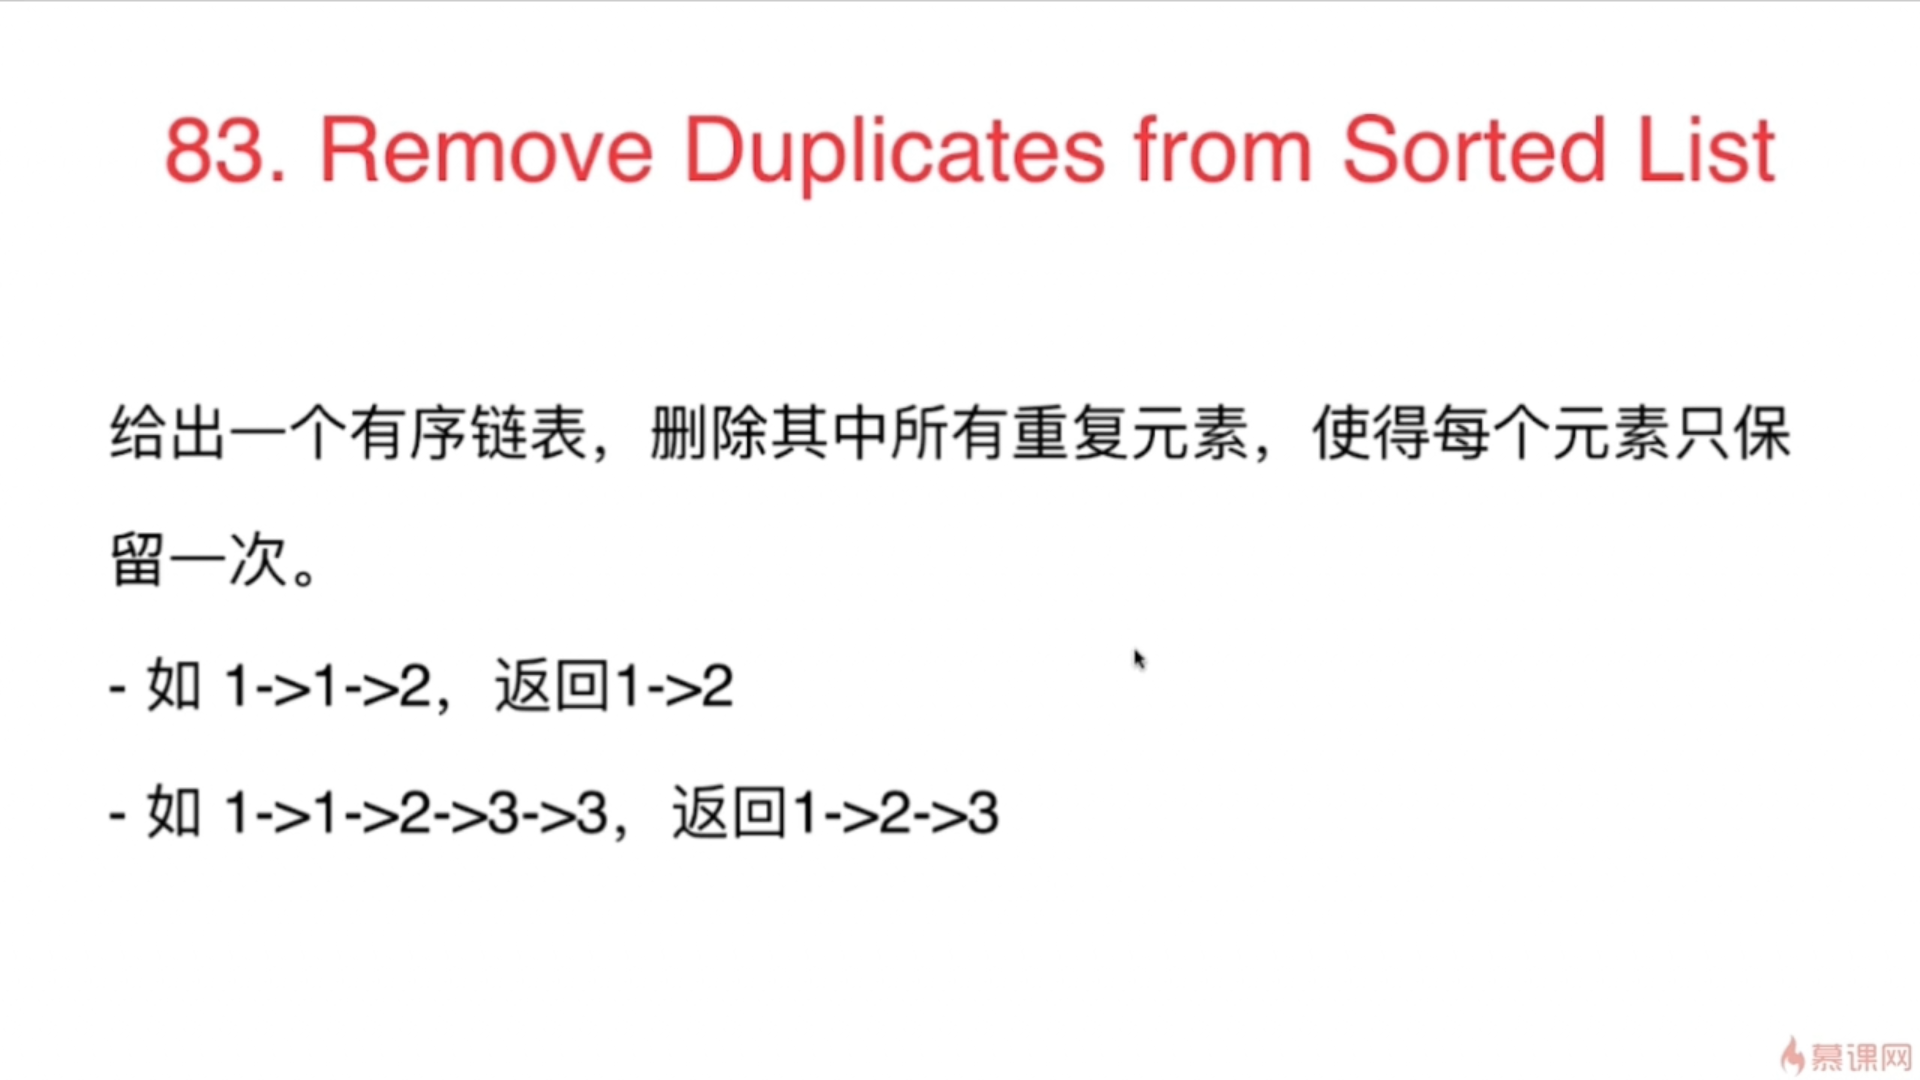 83. Remove Duplicates from Sorted List
给出一个有序链表，删除其中所有重复元素，使得每个元素只保
留一次。
- 如 1->1->2，返回1->2
- 如 1->1->2->3->3，返回1->2->3
慕课网